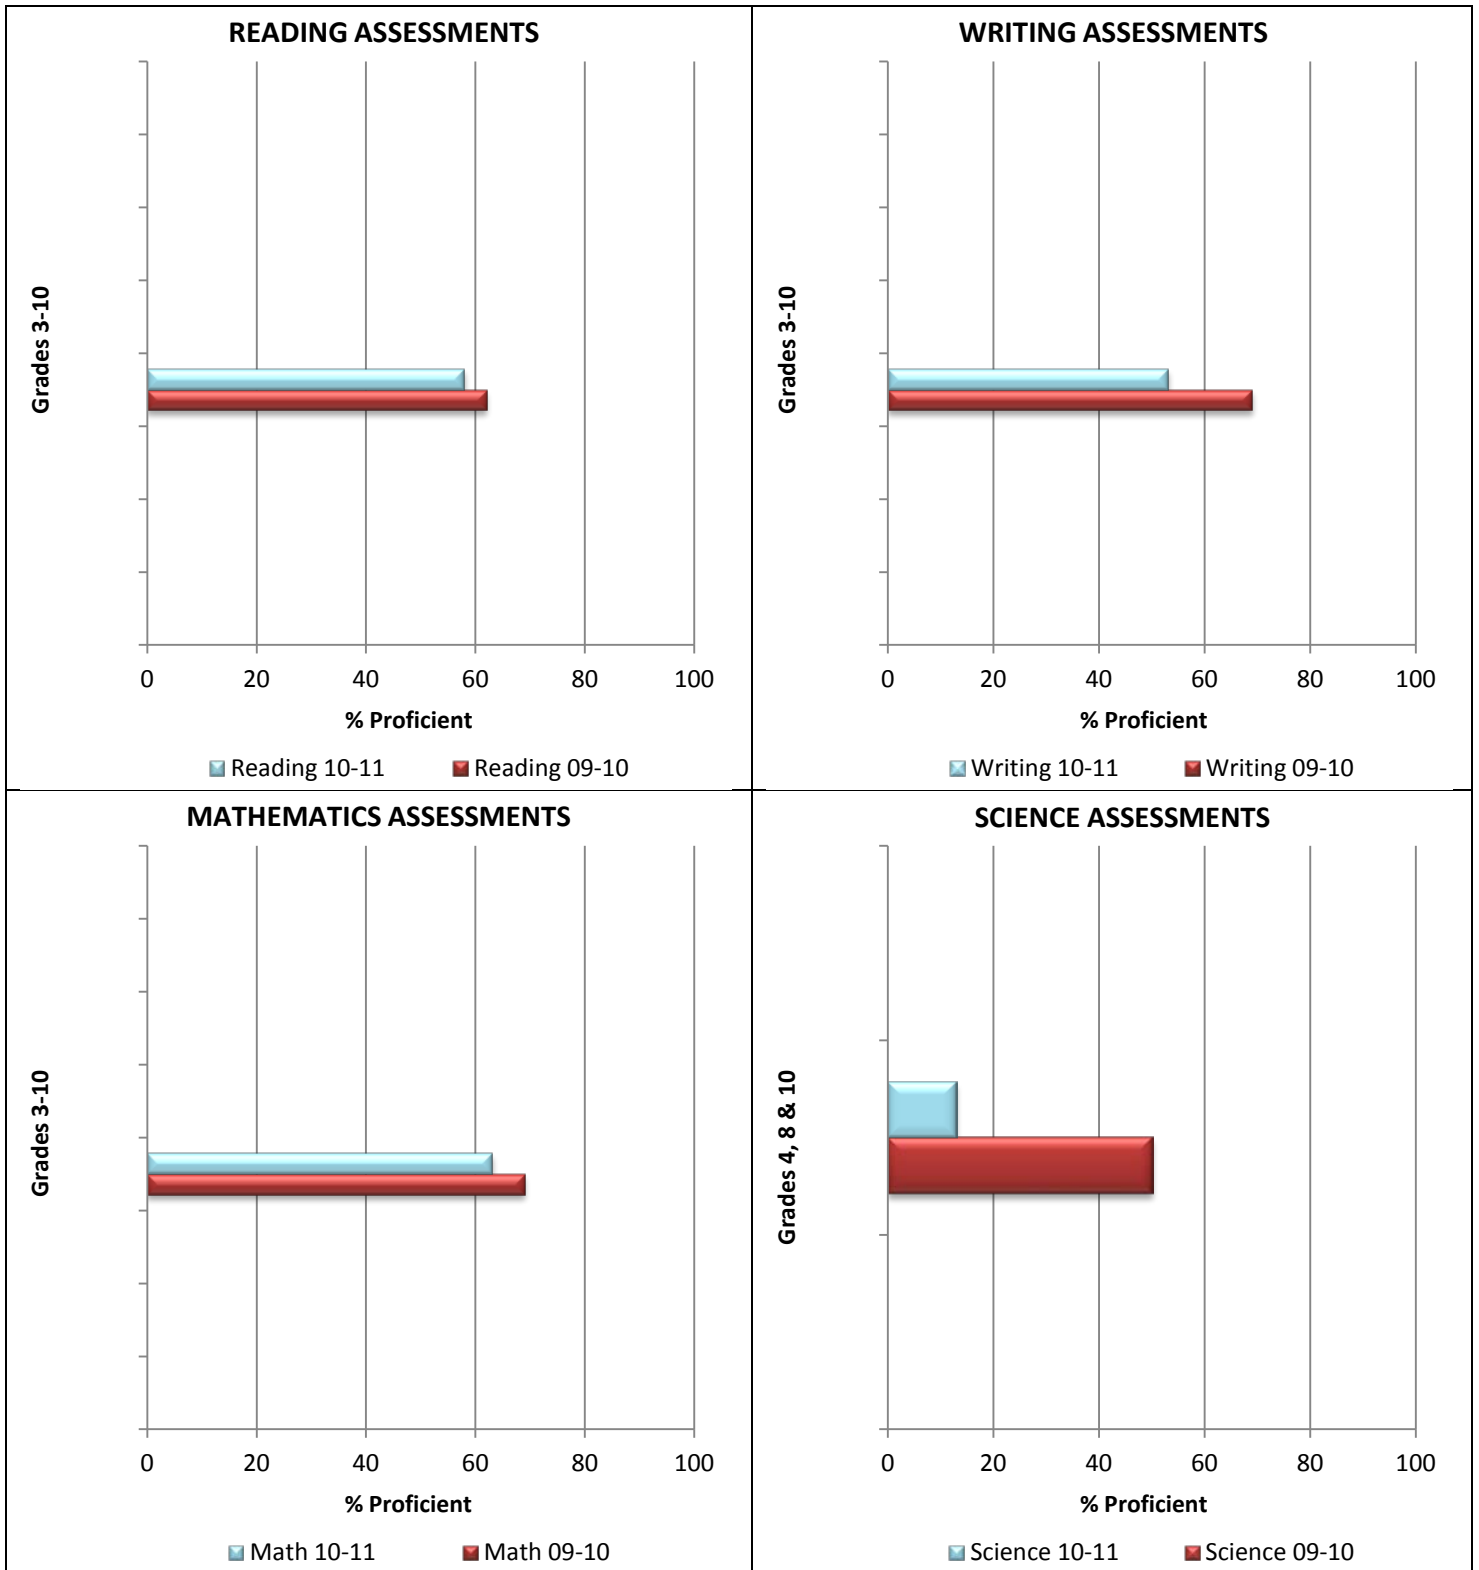 READING ASSESSMENTS
Grades 3-10
0 20 40 60 80 100
% Proficient
Reading 10-11 Reading 09-10
WRITING ASSESSMENTS
Grades 3-10
0 20 40 60 80 100
% Proficient
Writing 10-11 Writing 09-10
MATHEMATICS ASSESSMENTS
Grades 3-10
0 20 40 60 80 100
% Proficient
Math 10-11 Math 09-10
SCIENCE ASSESSMENTS
Grades 4, 8 & 10
0 20 40 60 80 100
% Proficient
Science 10-11 Science 09-10